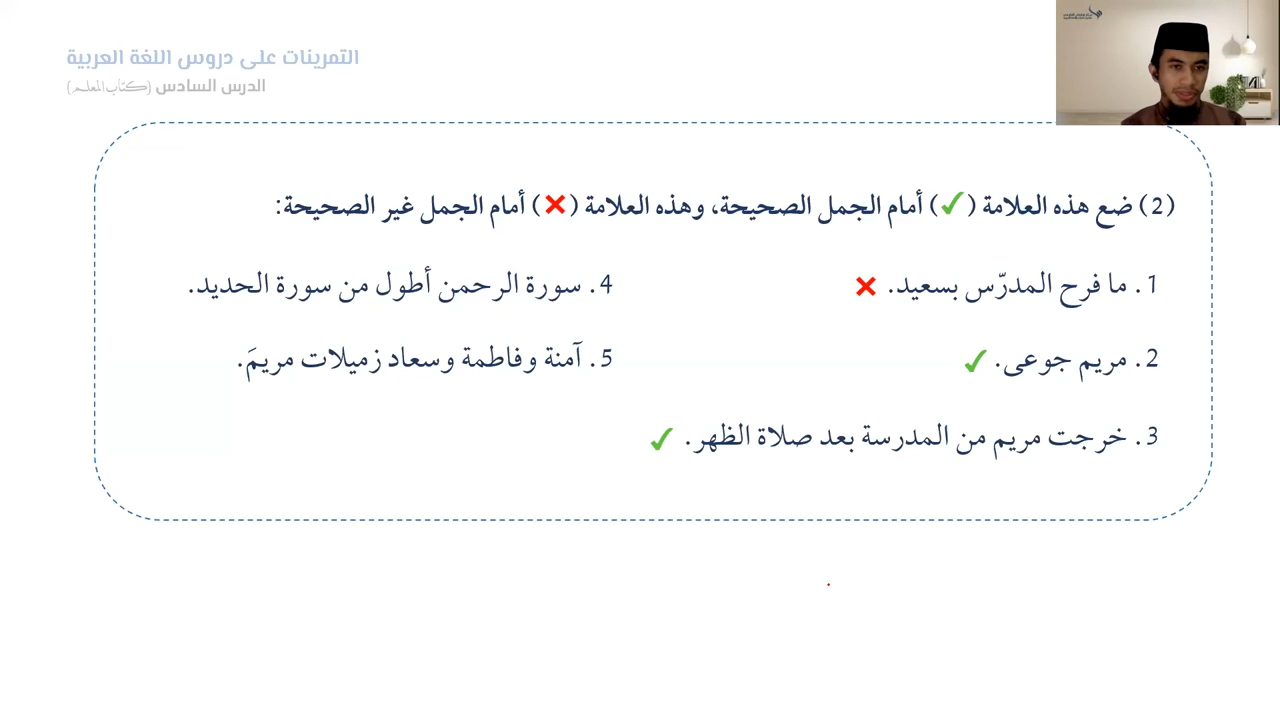 التمرينات على دروس اللغة العربية
الدرس السادس (كتاب المعلم)
(2) ضع هذه العلامة (✓) أمام الجمل الصحيحة، وهذه العلامة (✗) أمام الجمل غير الصحيحة:
1. ما فرح المدرّس بسعيد. ✗
2. مريم جوعى. ✓
3. خرجت مريم من المدرسة بعد صلاة الظهر. ✓
4. سورة الرحمن أطول من سورة الحديد.
5. آمنة وفاطمة وسعاد زميلات مريمَ.